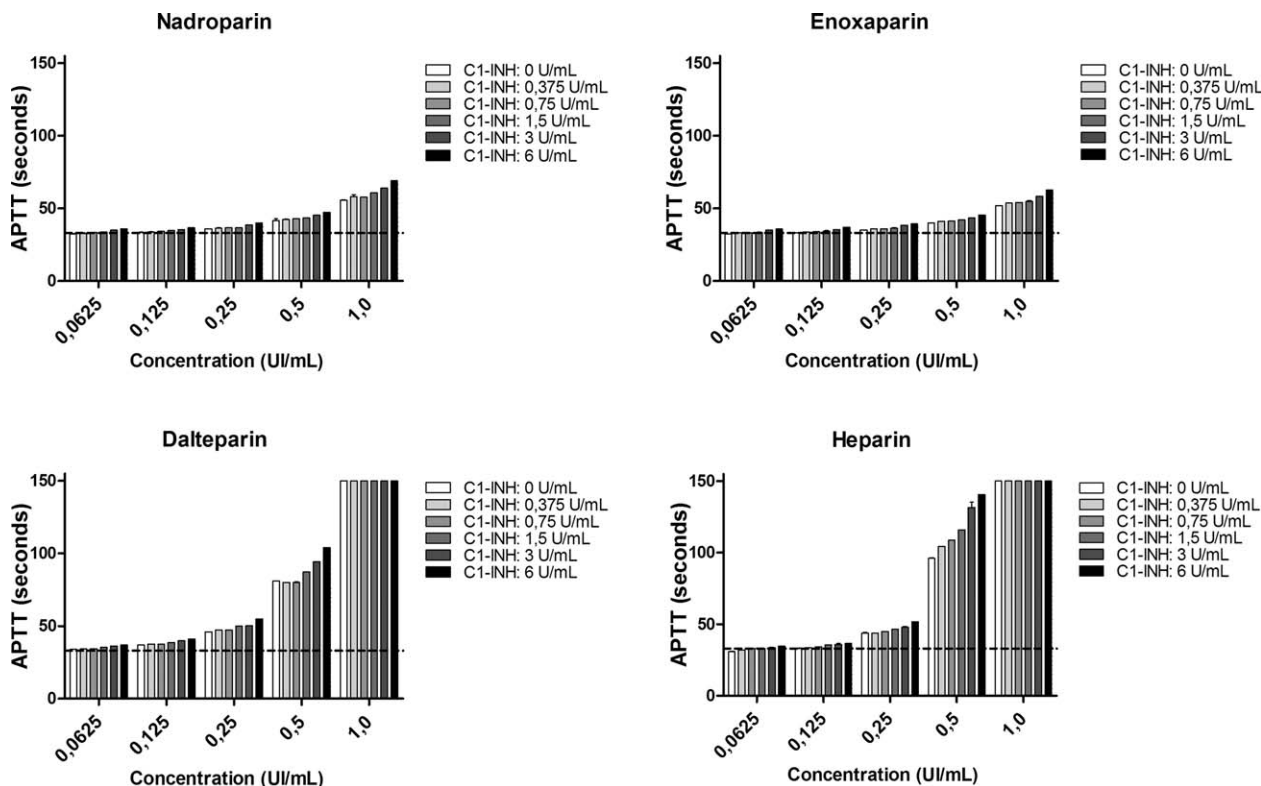 Nadroparin
150
100
50
0
APTT (seconds)
0,0625
0,125
0,25
0,5
1,0
Concentration (UI/mL)
C1-INH: 0 U/mL
C1-INH: 0,375 U/mL
C1-INH: 0,75 U/mL
C1-INH: 1,5 U/mL
C1-INH: 3 U/mL
C1-INH: 6 U/mL
Enoxaparin
150
100
50
0
APTT (seconds)
0,0625
0,125
0,25
0,5
1,0
Concentration (UI/mL)
C1-INH: 0 U/mL
C1-INH: 0,375 U/mL
C1-INH: 0,75 U/mL
C1-INH: 1,5 U/mL
C1-INH: 3 U/mL
C1-INH: 6 U/mL
Dalteparin
150
100
50
0
APTT (seconds)
0,0625
0,125
0,25
0,5
1,0
Concentration (UI/mL)
C1-INH: 0 U/mL
C1-INH: 0,375 U/mL
C1-INH: 0,75 U/mL
C1-INH: 1,5 U/mL
C1-INH: 3 U/mL
C1-INH: 6 U/mL
Heparin
150
100
50
0
APTT (seconds)
0,0625
0,125
0,25
0,5
1,0
Concentration (UI/mL)
C1-INH: 0 U/mL
C1-INH: 0,375 U/mL
C1-INH: 0,75 U/mL
C1-INH: 1,5 U/mL
C1-INH: 3 U/mL
C1-INH: 6 U/mL